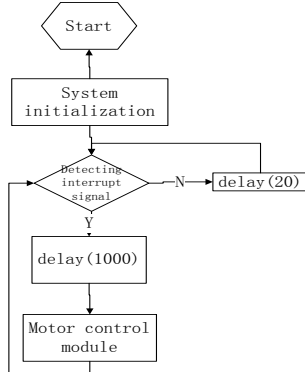 Start
System
initialization
Detecting
interrupt
signal
N
delay(20)
Y
delay(1000)
Motor control
module